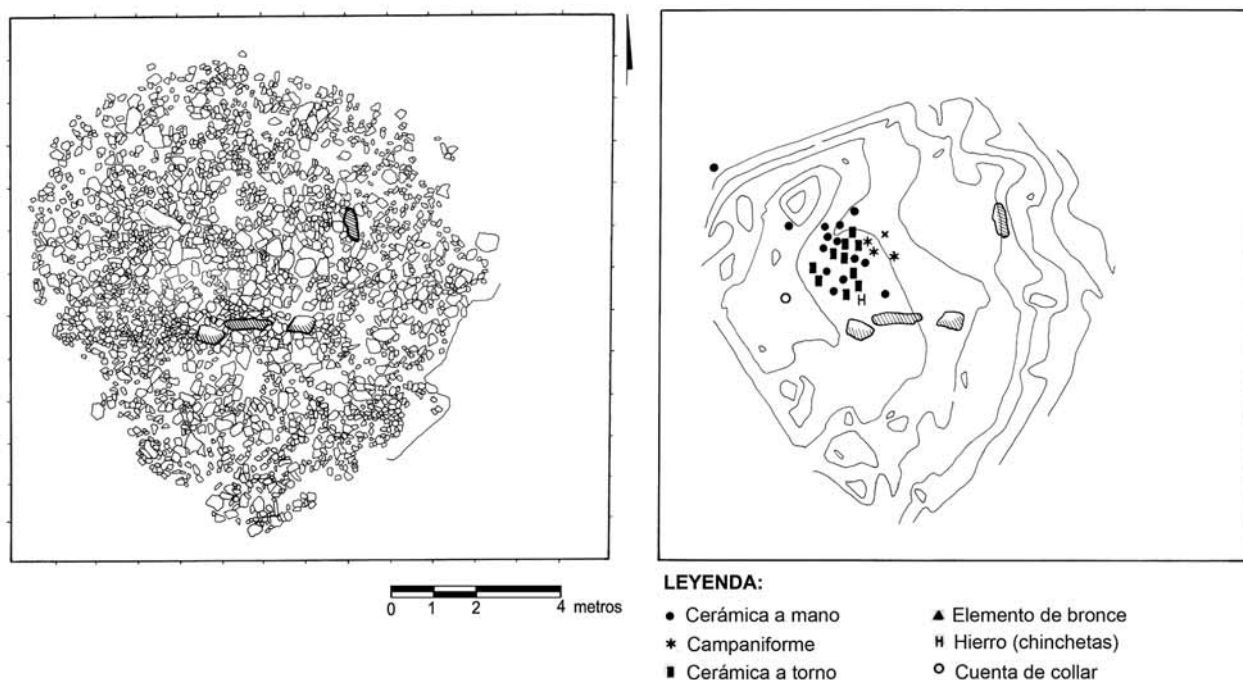 0 1 2 4 metros
LEYENDA:
Cerámica a mano
Campaniforme
Cerámica a torno
Elemento de bronce
H Hierro (chinchetas)
Cuenta de collar
H